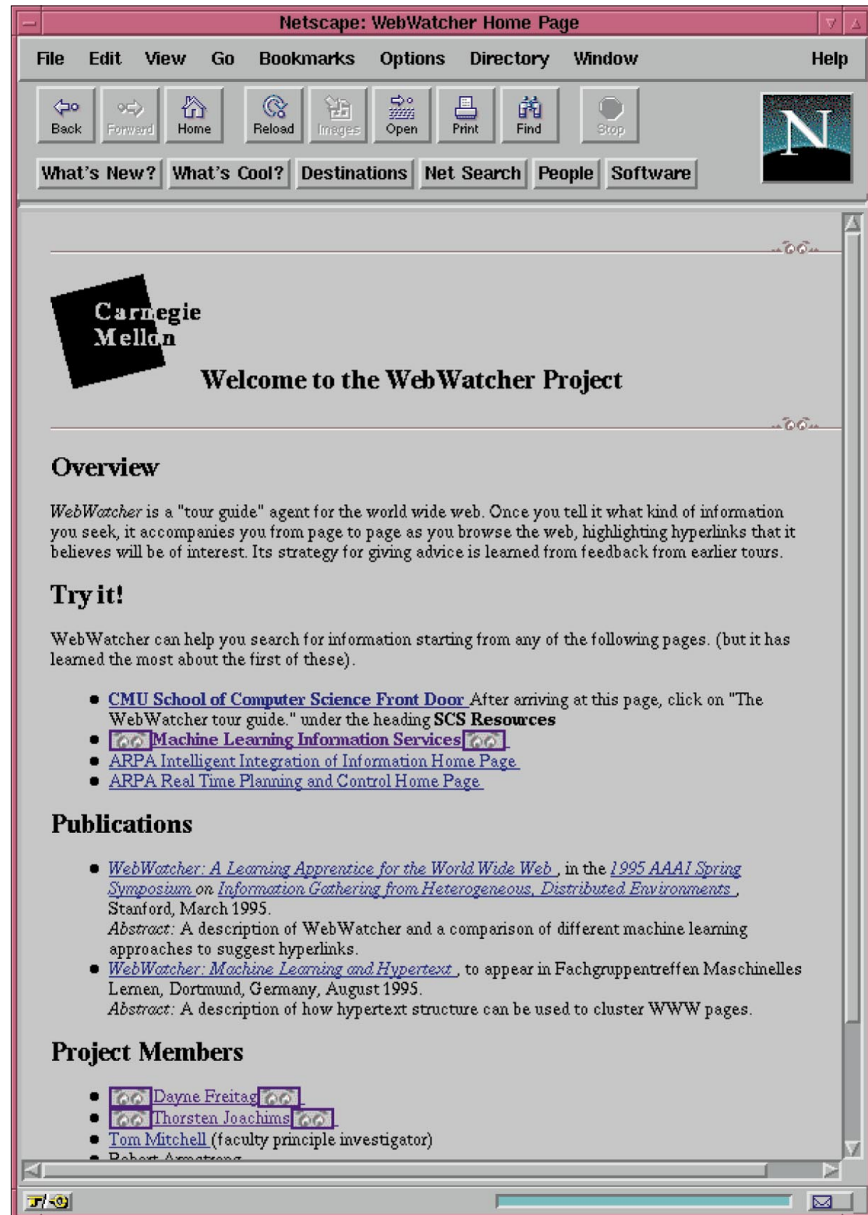 Netscape: WebWatcher Home Page
File Edit View Go Bookmarks Options Directory Window Help
Back Forward Home Reload Images Open Print Find Stop
N
What's New? What's Cool? Destinations Net Search People Software
Carnegie
Mellon
Welcome to the WebWatcher Project
Overview
WebWatcher is a "tour guide" agent for the world wide web. Once you tell it what kind of information
you seek, it accompanies you from page to page as you browse the web, highlighting hyperlinks that it
believes will be of interest. Its strategy for giving advice is learned from feedback from earlier tours.
Try it!
WebWatcher can help you search for information starting from any of the following pages. (but it has
learned the most about the first of these).
CMU School of Computer Science Front Door After arriving at this page, click on "The
WebWatcher tour guide." under the heading SCS Resources
Machine Learning Information Services
ARPA Intelligent Integration of Information Home Page
ARPA Real Time Planning and Control Home Page
Publications
WebWatcher: A Learning Apprentice for the World Wide Web , in the 1995 AAAI Spring
Symposium on Information Gathering from Heterogeneous, Distributed Environments ,
Stanford, March 1995.
Abstract: A description of WebWatcher and a comparison of different machine learning
approaches to suggest hyperlinks.
WebWatcher: Machine Learning and Hypertext , to appear in Fachgruppentreffen Maschinelles
Lernen, Dortmund, Germany, August 1995.
Abstract: A description of how hypertext structure can be used to cluster WWW pages.
Project Members
Dayne Freitag
Thorsten Joachims
Tom Mitchell (faculty principle investigator)
Robert Armstrong